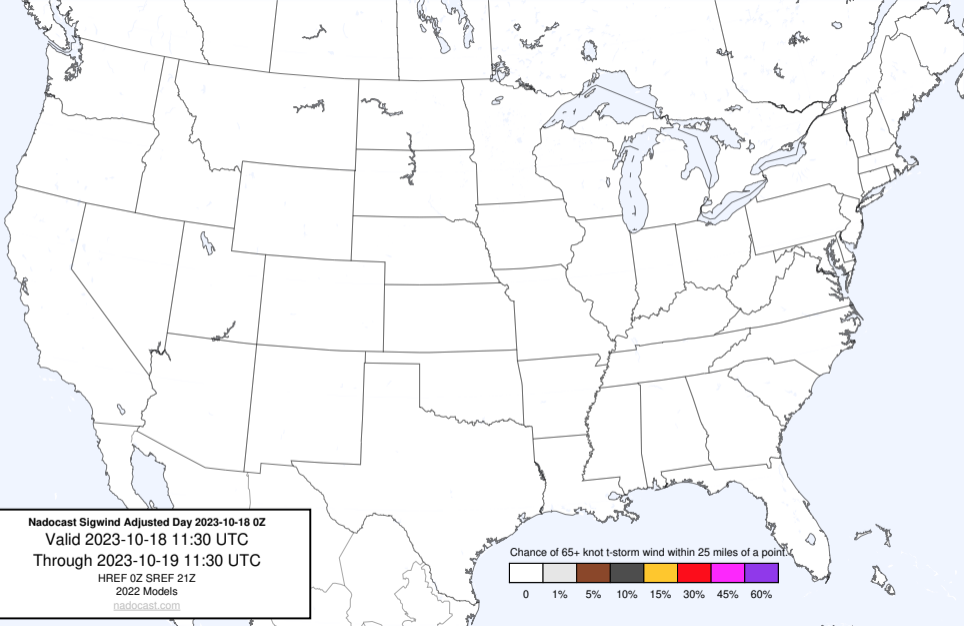 Nadocast Sigwind Adjusted Day 2023-10-18 0Z
Valid 2023-10-18 11:30 UTC
Through 2023-10-19 11:30 UTC
HREF 0Z SREF 21Z
2022 Models
nadocast.com
Chance of 65+ knot t-storm wind within 25 miles of a point.
0 1% 5% 10% 15% 30% 45% 60%